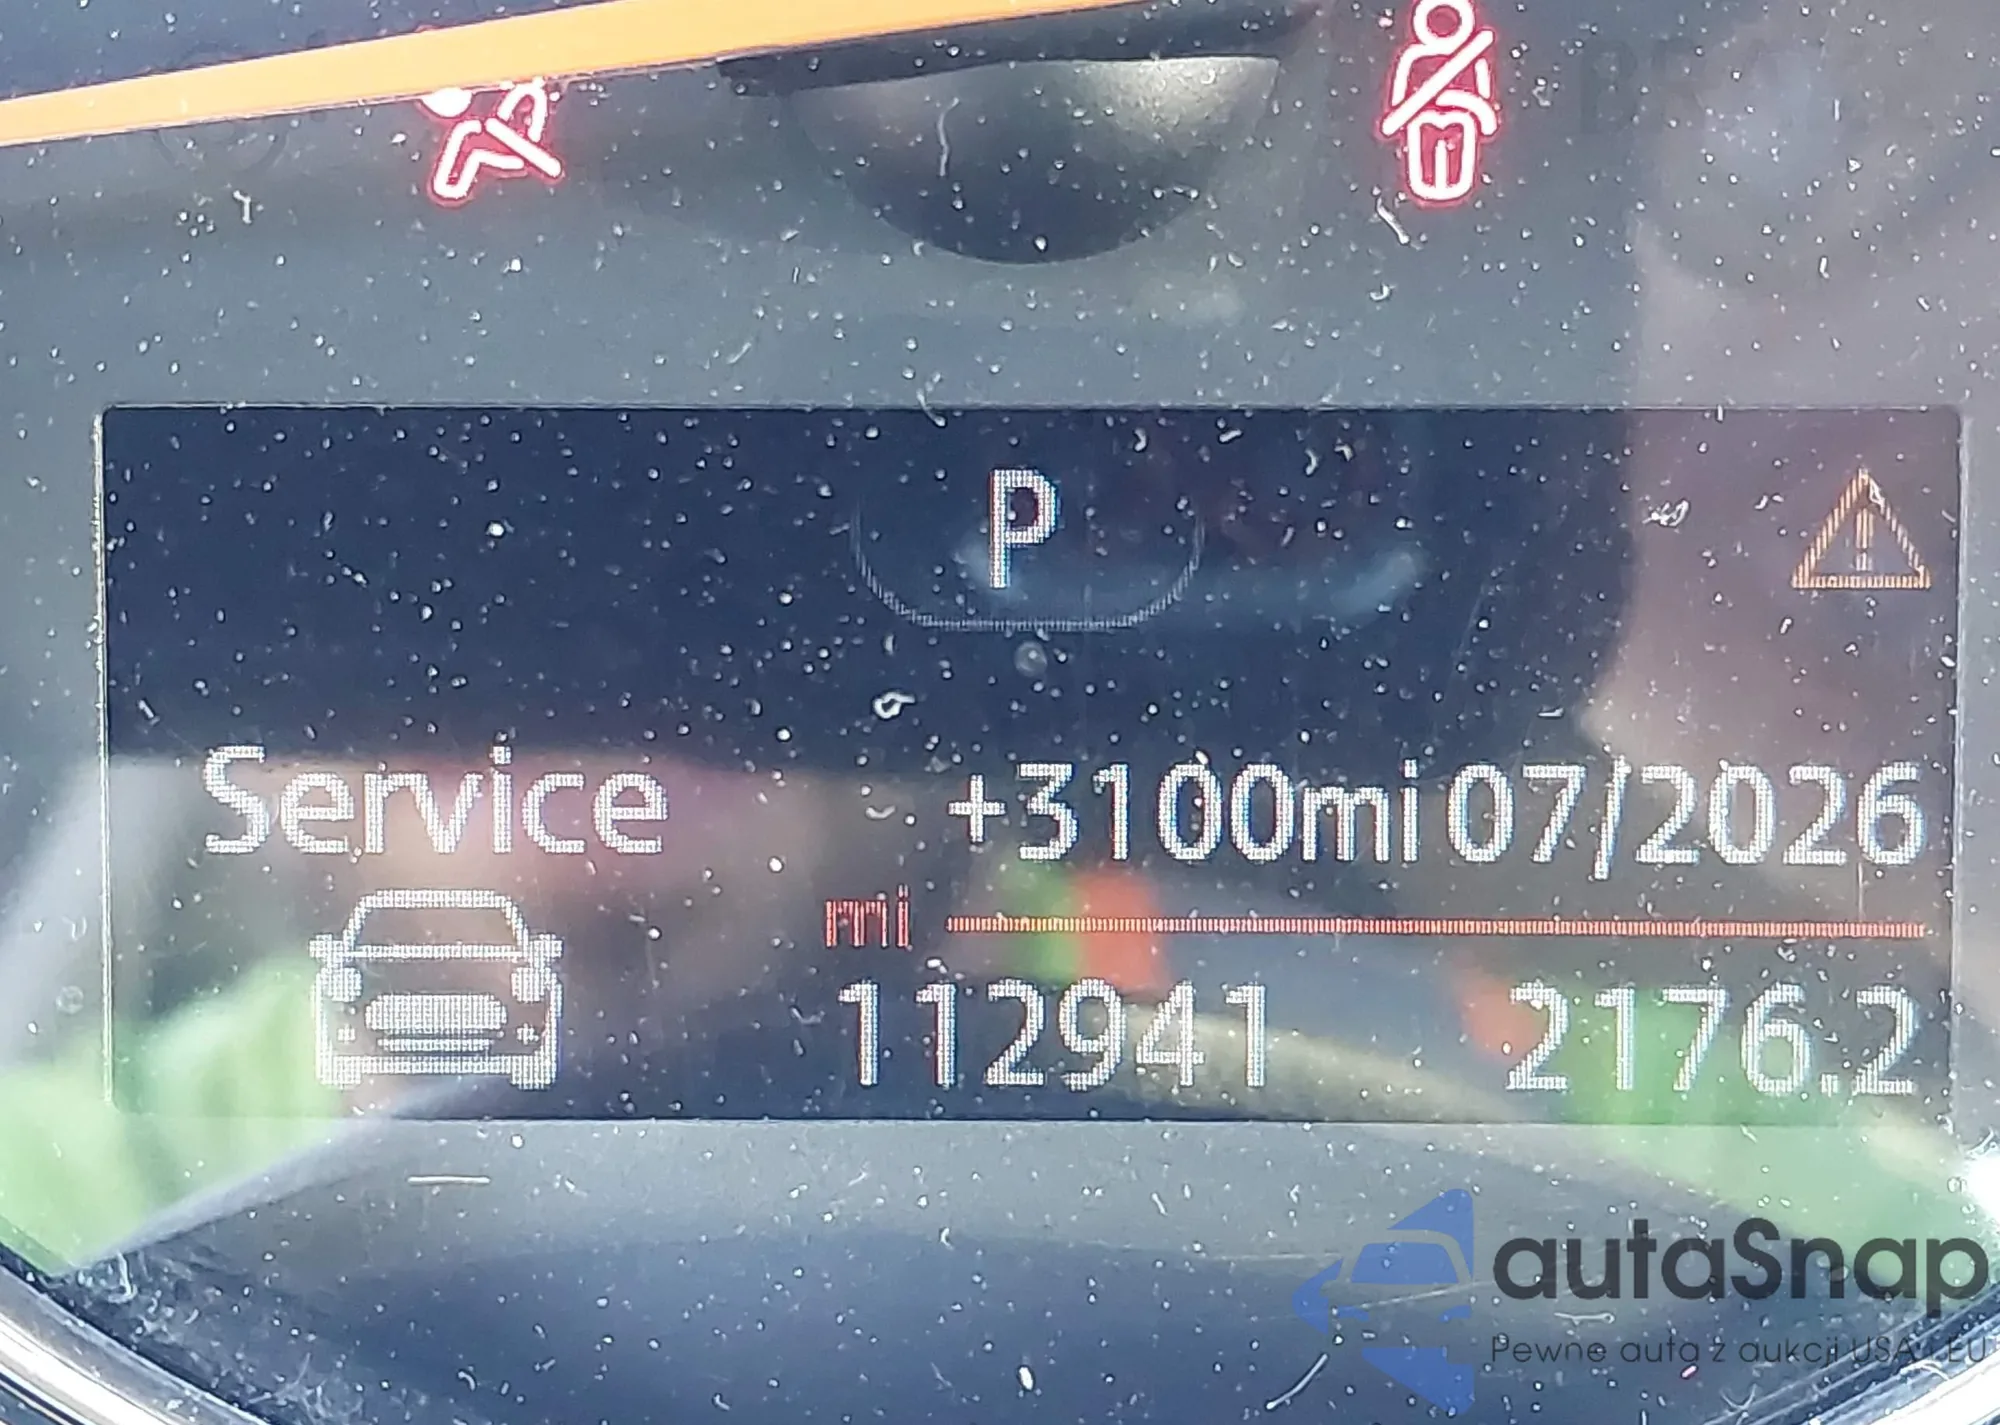 P
Service +3100mi 07/2026
mi
112941 2176.2
autaSnap
Pewne auta z aukcji USA i EU